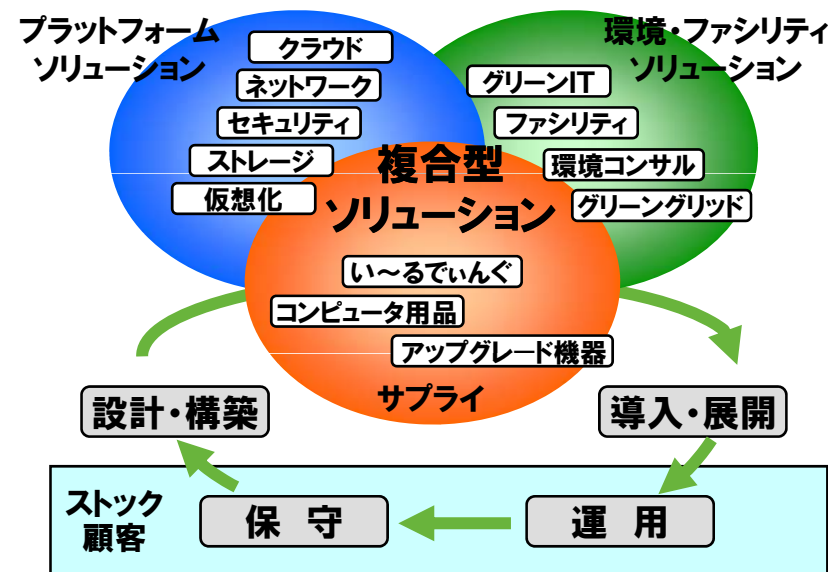 プラットフォーム
ソリューション
クラウド
ネットワーク
セキュリティ
ストレージ
仮想化
環境・ファシリティ
ソリューション
グリーンIT
ファシリティ
環境コンサル
グリーングリッド
複合型
ソリューション
い～るでぃんぐ
コンピュータ用品
アップグレード機器
サプライ
設計・構築
導入・展開
ストック
顧客
保 守
運 用